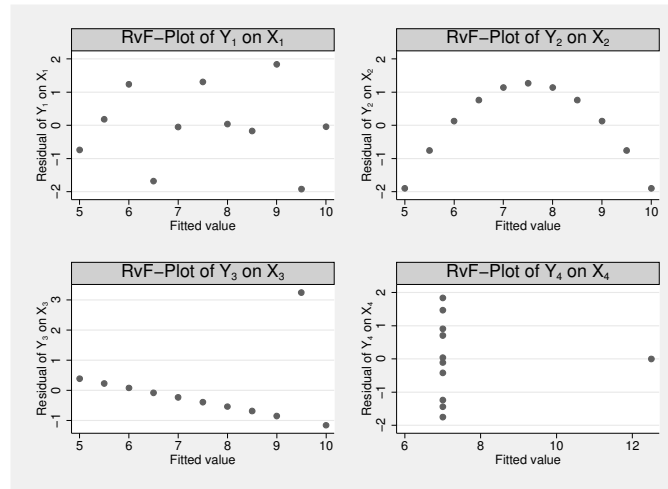 RvF−Plot of Y₁ on X₁
Residual of Y₁ on X₁
2
1
0
−1
−2
5 6 7 8 9 10
Fitted value
RvF−Plot of Y₂ on X₂
Residual of Y₂ on X₂
2
1
0
−1
−2
5 6 7 8 9 10
Fitted value
RvF−Plot of Y₃ on X₃
Residual of Y₃ on X₃
3
2
1
0
−1
5 6 7 8 9 10
Fitted value
RvF−Plot of Y₄ on X₄
Residual of Y₄ on X₄
2
1
0
−1
−2
6 8 10 12
Fitted value